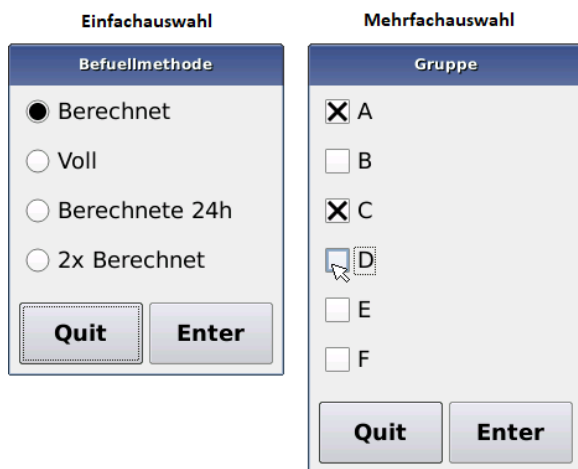 Einfachauswahl
Befuellmethode
Berechnet
Voll
Berechnete 24h
2x Berechnet
Quit
Enter
Mehrfachauswahl
Gruppe
A
B
C
D
E
F
Quit
Enter